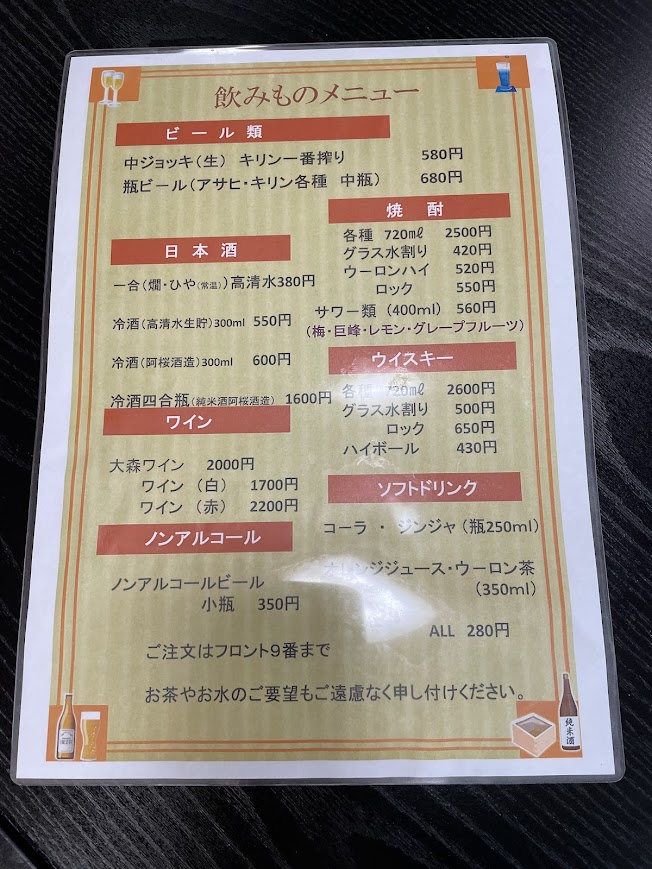 飲みものメニュー
ビール類
中ジョッキ（生） キリン一番搾り 580円
瓶ビール（アサヒ・キリン各種 中瓶） 680円
日本酒
一合（燗・ひや（常温））高清水380円
冷酒（高清水生貯）300ml 550円
冷酒（阿桜酒造）300ml 600円
冷酒四合瓶（純米酒阿桜酒造） 1600円
ワイン
大森ワイン 2000円
ワイン（白） 1700円
ワイン（赤） 2200円
ノンアルコール
ノンアルコールビール
小瓶 350円
焼酎
各種 720㎖ 2500円
グラス水割り 420円
ウーロンハイ 520円
ロック 550円
サワー類（400ml） 560円
（梅・巨峰・レモン・グレープフルーツ）
ウイスキー
各種 720㎖ 2600円
グラス水割り 500円
ロック 650円
ハイボール 430円
ソフトドリンク
コーラ ・ ジンジャ（瓶250ml）
オレンジジュース・ウーロン茶
（350ml）
ALL 280円
ご注文はフロント9番まで
お茶やお水のご要望もご遠慮なく申し付けください。
純米酒